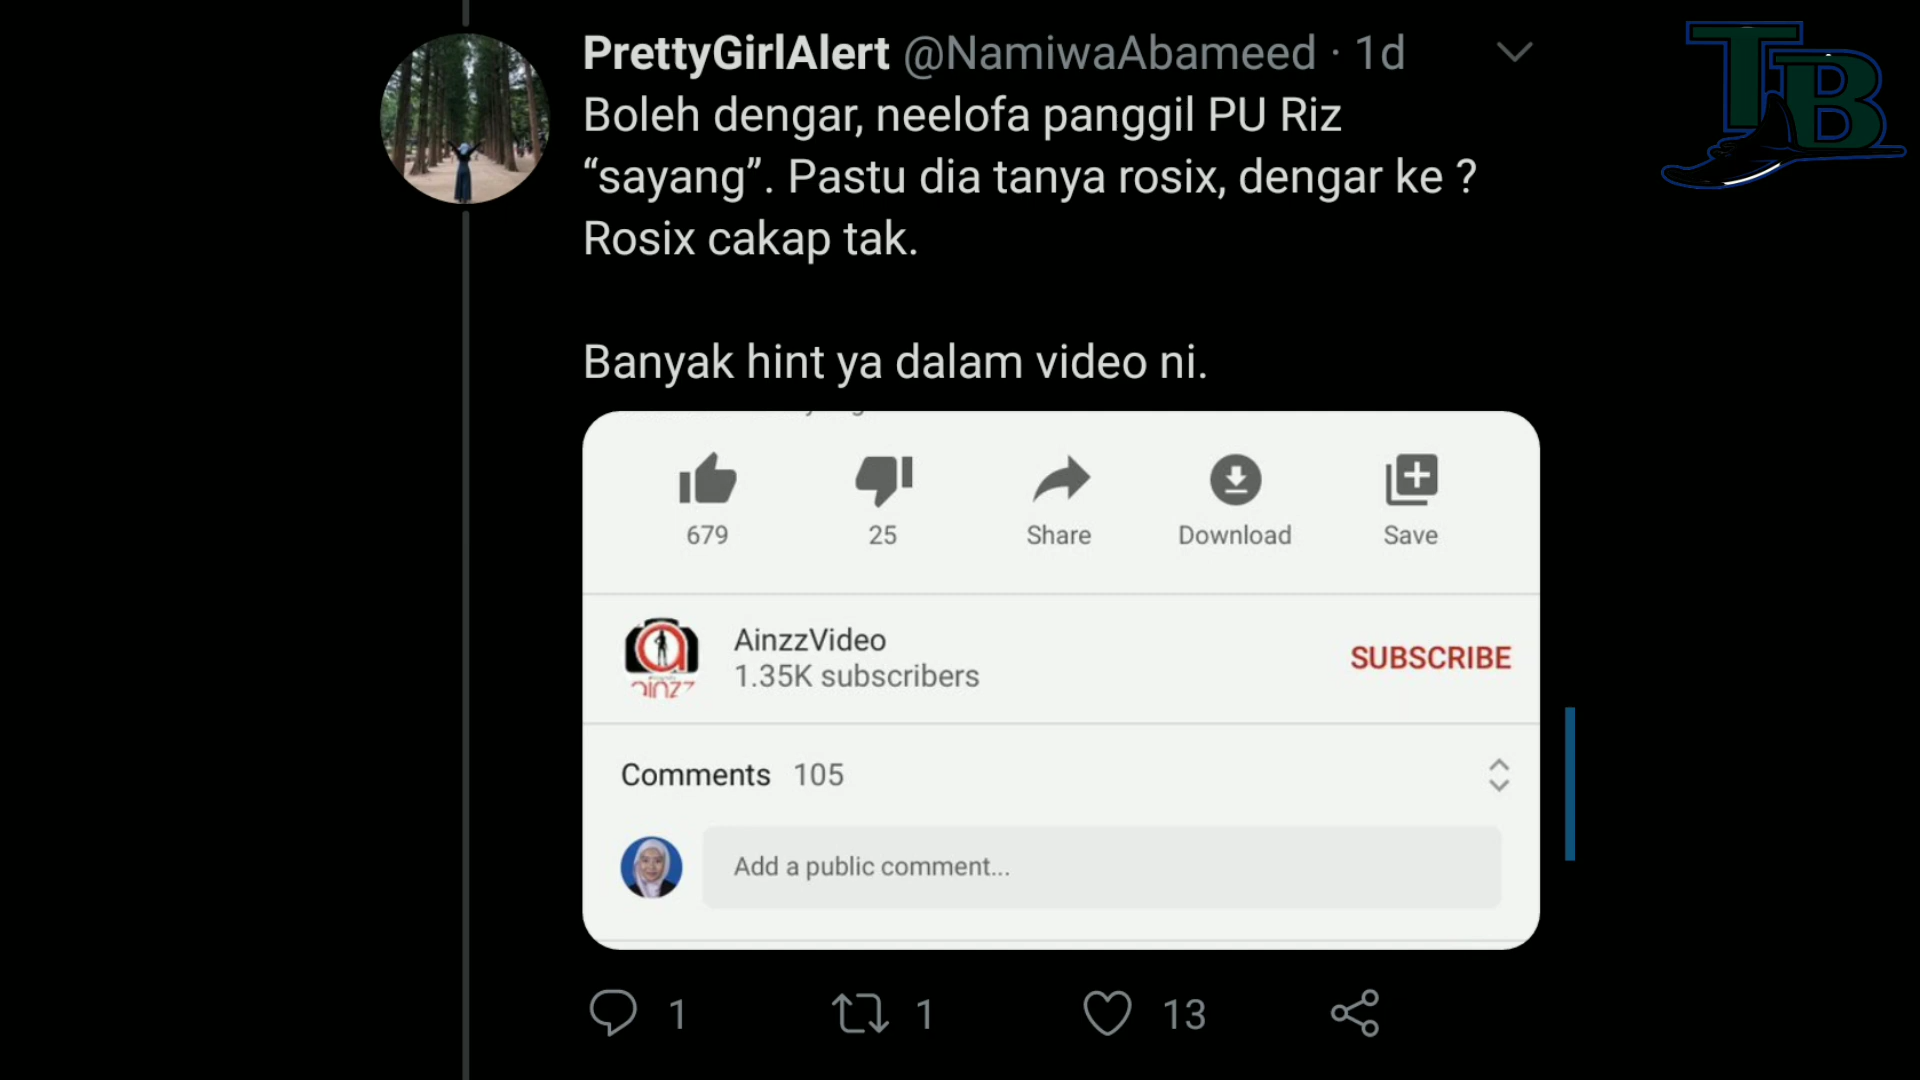 PrettyGirlAlert @NamiwaAbameed · 1d
Boleh dengar, neelofa panggil PU Riz
“sayang”. Pastu dia tanya rosix, dengar ke ?
Rosix cakap tak.
Banyak hint ya dalam video ni.
679 25 Share Download Save
AinzzVideo
1.35K subscribers
SUBSCRIBE
ainzz
Comments 105
Add a public comment...
1 1 13
TB